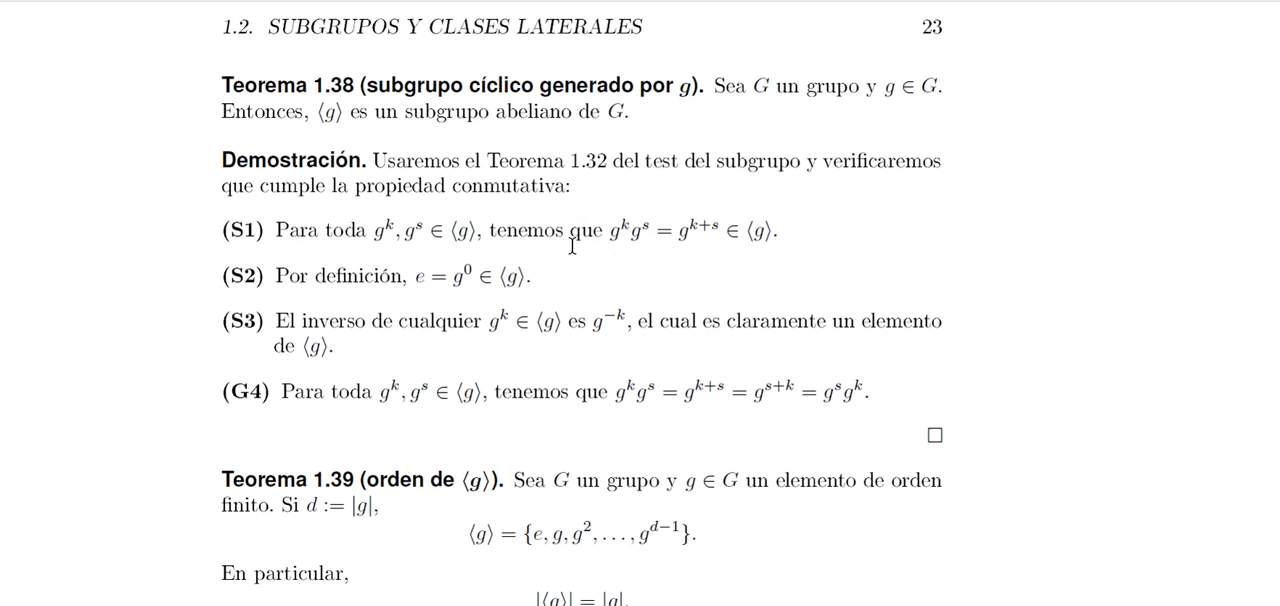 1.2. SUBGRUPOS Y CLASES LATERALES 23
Teorema 1.38 (subgrupo cíclico generado por g). Sea G un grupo y g ∈ G.
Entonces, ⟨g⟩ es un subgrupo abeliano de G.
Demostración. Usaremos el Teorema 1.32 del test del subgrupo y verificaremos
que cumple la propiedad conmutativa:
(S1) Para toda g^k, g^s ∈ ⟨g⟩, tenemos que g^k g^s = g^{k+s} ∈ ⟨g⟩.
(S2) Por definición, e = g^0 ∈ ⟨g⟩.
(S3) El inverso de cualquier g^k ∈ ⟨g⟩ es g^{−k}, el cual es claramente un elemento
de ⟨g⟩.
(G4) Para toda g^k, g^s ∈ ⟨g⟩, tenemos que g^k g^s = g^{k+s} = g^{s+k} = g^s g^k.
□
Teorema 1.39 (orden de ⟨g⟩). Sea G un grupo y g ∈ G un elemento de orden
finito. Si d := |g|,
⟨g⟩ = {e, g, g^2, . . . , g^{d−1}}.
En particular,
|⟨g⟩| = |g|.